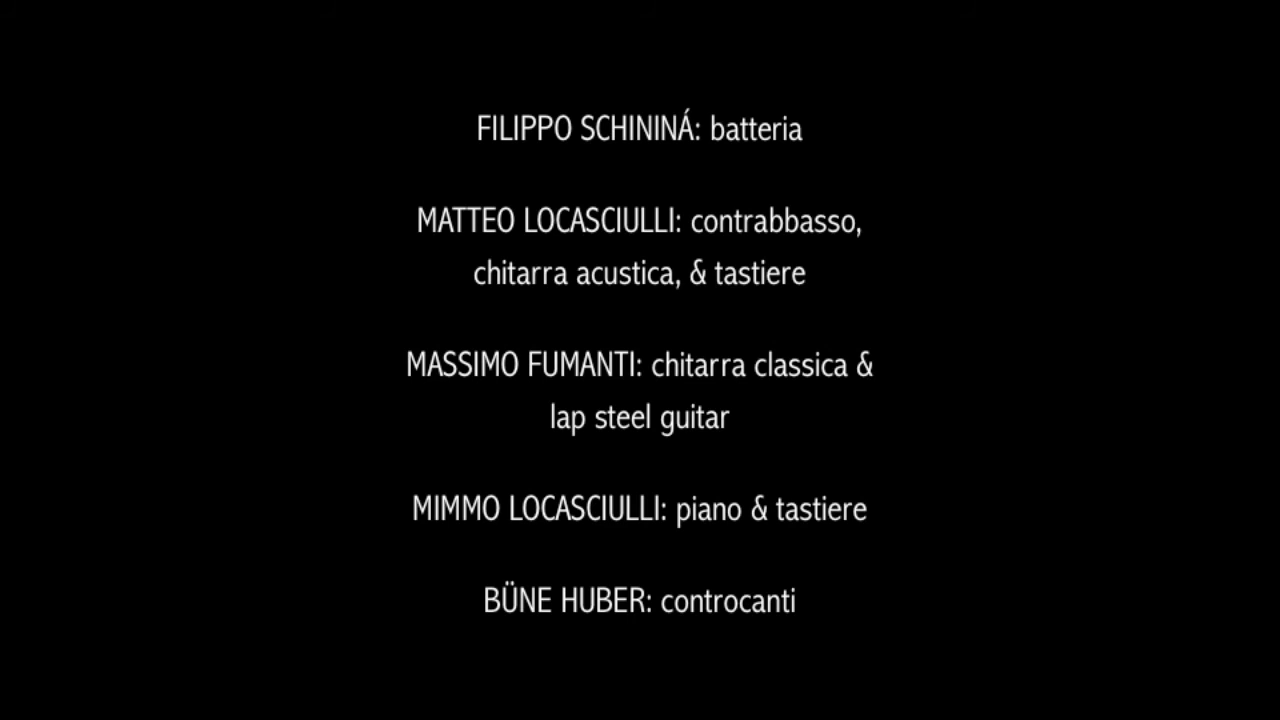 FILIPPO SCHININÁ: batteria
MATTEO LOCASCIULLI: contrabbasso,
chitarra acustica, & tastiere
MASSIMO FUMANTI: chitarra classica &
lap steel guitar
MIMMO LOCASCIULLI: piano & tastiere
BÜNE HUBER: controcanti